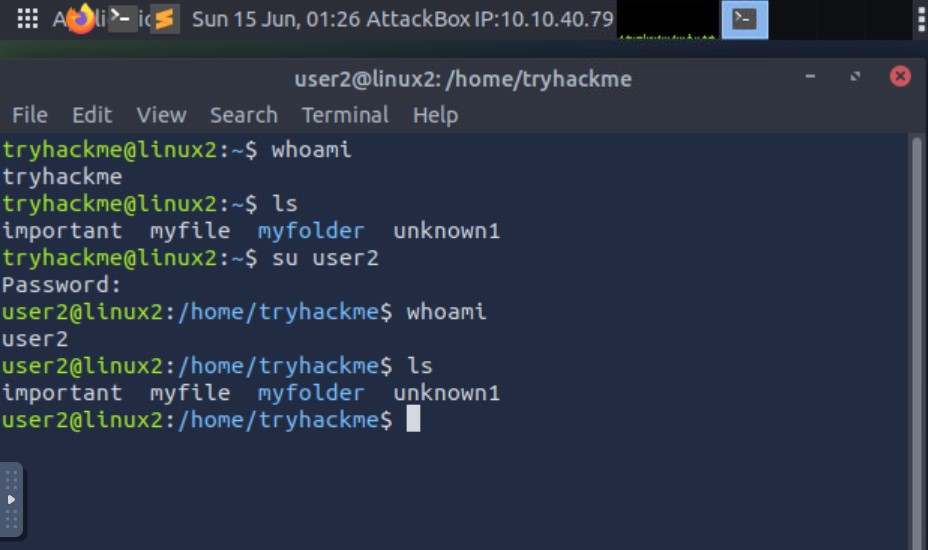 Sun 15 Jun, 01:26 AttackBox IP:10.10.40.79
user2@linux2: /home/tryhackme
File Edit View Search Terminal Help
tryhackme@linux2:~$ whoami
tryhackme
tryhackme@linux2:~$ ls
important myfile myfolder unknown1
tryhackme@linux2:~$ su user2
Password:
user2@linux2:/home/tryhackme$ whoami
user2
user2@linux2:/home/tryhackme$ ls
important myfile myfolder unknown1
user2@linux2:/home/tryhackme$